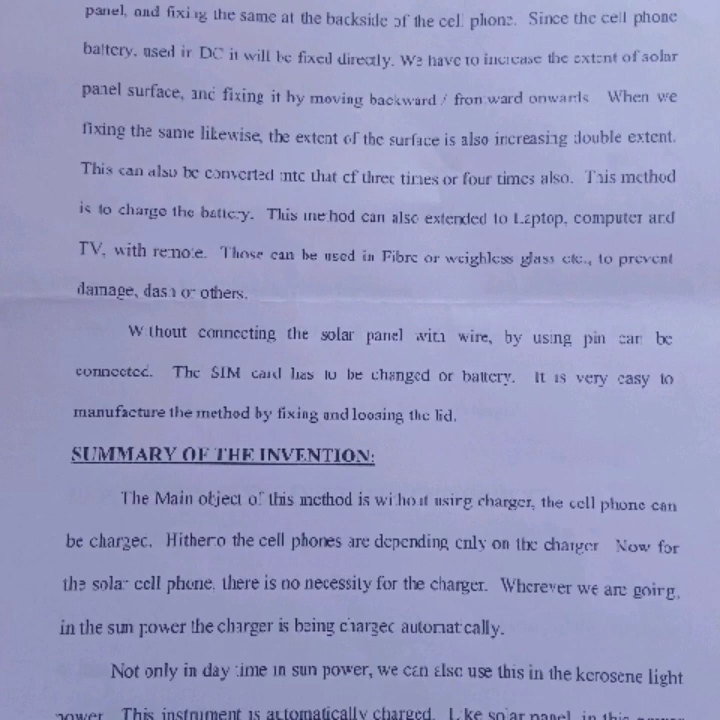 panel, and fixing the same at the backside of the cell phone. Since the cell phone
battery, used in DC it will be fixed directly. We have to increase the extent of solar
panel surface, and fixing it by moving backward / fron ward onwards When we
fixing the same likewise, the extent of the surface is also increasing double extent.
This can also be converted into that of three times or four times also. This method
is to charge the battery. This method can also extended to Laptop, computer and
TV, with remote. Those can be used in Fibre or weighless glass etc., to prevent
damage, dash or others.
Without connecting the solar panel with wire, by using pin can be
connected. The SIM card has to be changed or battery. It is very easy to
manufacture the method by fixing and loosing the lid.
SUMMARY OF THE INVENTION:
The Main object of this method is without using charger, the cell phone can
be charged. Hitherto the cell phones are depending only on the charger Now for
the solar cell phone, there is no necessity for the charger. Wherever we are going,
in the sun power the charger is being charged automatically.
Not only in day time in sun power, we can also use this in the kerosene light
power. This instrument is automatically charged. Like solar panel, in this